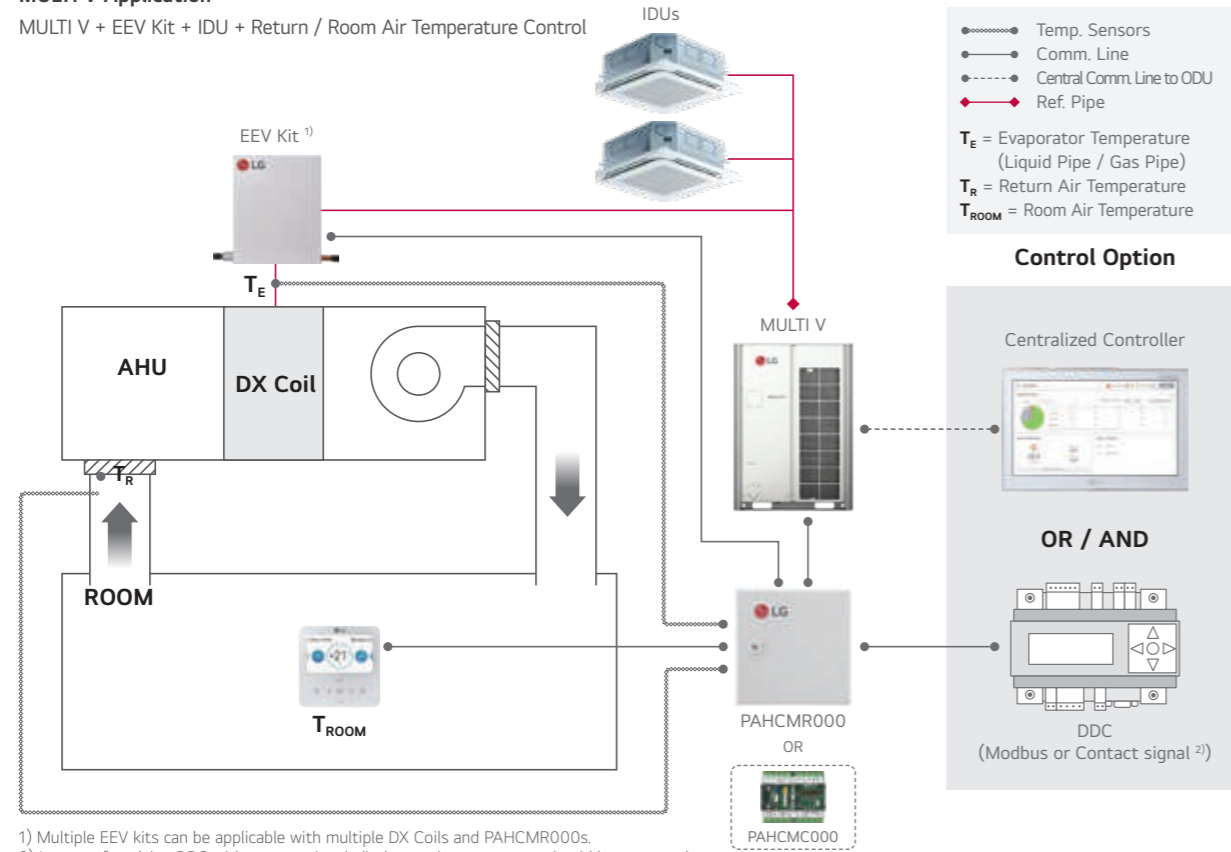 MULTI V Application
MULTI V + EEV Kit + IDU + Return / Room Air Temperature Control
IDUs
EEV Kit 1)
LG
TE
AHU
DX Coil
TR
ROOM
TROOM
MULTI V
LG
LG
PAHCMR000
OR
PAHCMC000
Temp. Sensors
Comm. Line
Central Comm. Line to ODU
Ref. Pipe
TE = Evaporator Temperature
(Liquid Pipe / Gas Pipe)
TR = Return Air Temperature
TROOM = Room Air Temperature
Control Option
Centralized Controller
OR / AND
DDC
(Modbus or Contact signal 2))
1) Multiple EEV kits can be applicable with multiple DX Coils and PAHCMR000s.